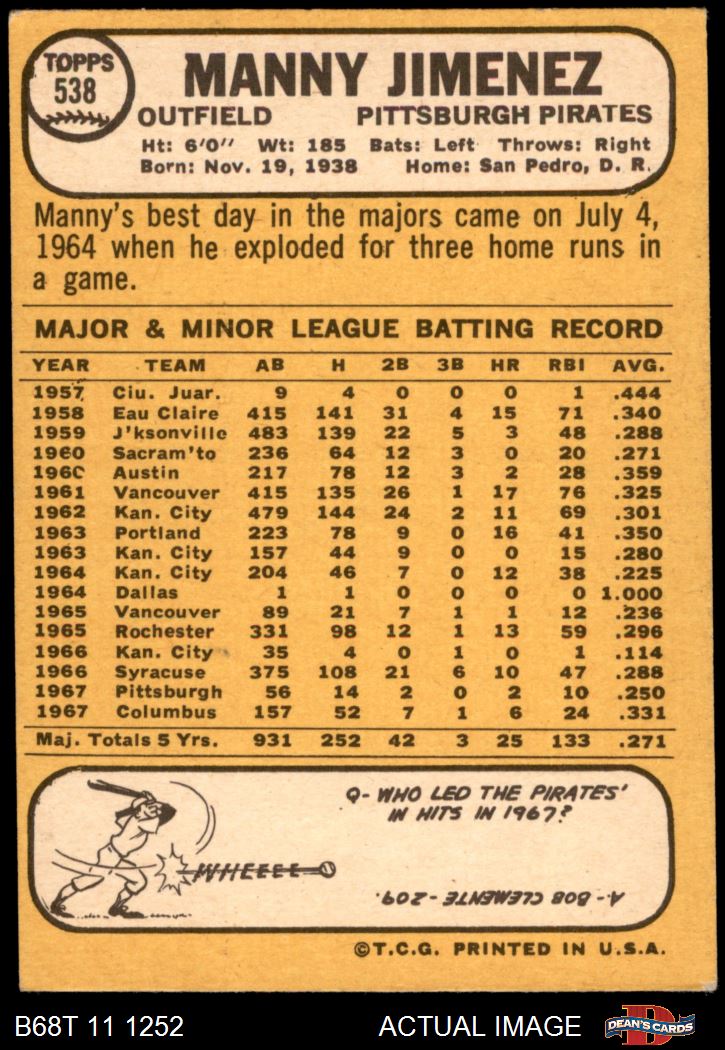 TOPPS
538
MANNY JIMENEZ
OUTFIELD PITTSBURGH PIRATES
Ht: 6'0" Wt: 185 Bats: Left Throws: Right
Born: Nov. 19, 1938 Home: San Pedro, D. R.
Manny's best day in the majors came on July 4,
1964 when he exploded for three home runs in
a game.
MAJOR & MINOR LEAGUE BATTING RECORD
YEAR TEAM AB H 2B 3B HR RBI AVG.
1957 Ciu. Juar. 9 4 0 0 0 1 .444
1958 Eau Claire 415 141 31 4 15 71 .340
1959 J'ksonville 483 139 22 5 3 48 .288
1960 Sacram'to 236 64 12 3 0 20 .271
1960 Austin 217 78 12 3 2 28 .359
1961 Vancouver 415 135 26 1 17 76 .325
1962 Kan. City 479 144 24 2 11 69 .301
1963 Portland 223 78 9 0 16 41 .350
1963 Kan. City 157 44 9 0 0 15 .280
1964 Kan. City 204 46 7 0 12 38 .225
1964 Dallas 1 1 0 0 0 0 1.000
1965 Vancouver 89 21 7 1 1 12 .236
1965 Rochester 331 98 12 1 13 59 .296
1966 Kan. City 35 4 0 1 0 1 .114
1966 Syracuse 375 108 21 6 10 47 .288
1967 Pittsburgh 56 14 2 0 2 10 .250
1967 Columbus 157 52 7 1 6 24 .331
Maj. Totals 5 Yrs. 931 252 42 3 25 133 .271
Q- WHO LED THE PIRATES'
IN HITS IN 1967?
WHEEEE
A- BOB CLEMENTE - 209.
©T.C.G. PRINTED IN U.S.A.
B68T 11 1252 ACTUAL IMAGE
D
DEAN'S CARDS